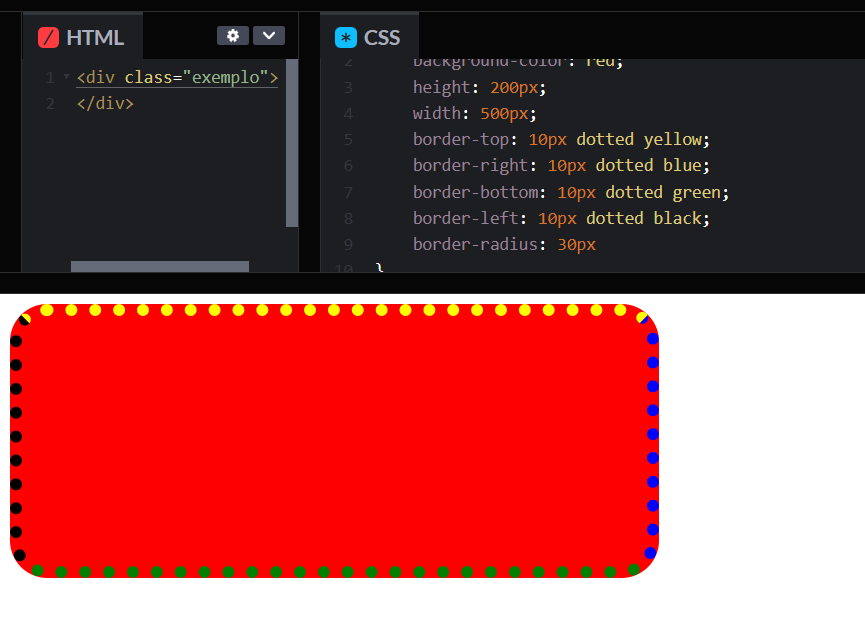 HTML
1 <div class="exemplo">
2 </div>
CSS
2 background-color: red;
3 height: 200px;
4 width: 500px;
5 border-top: 10px dotted yellow;
6 border-right: 10px dotted blue;
7 border-bottom: 10px dotted green;
8 border-left: 10px dotted black;
9 border-radius: 30px
10 }